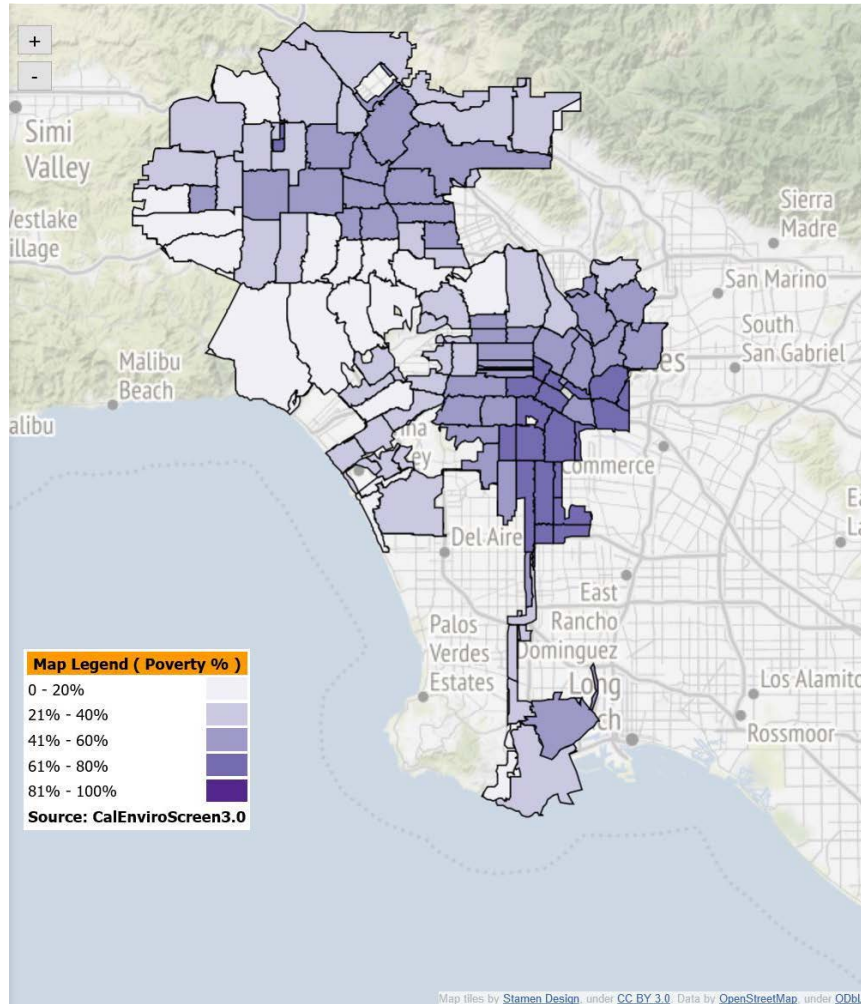 +
-
Simi
Valley
Westlake
Village
Sierra
Madre
San Marino
South
San Gabriel
Malibu
Beach
Commerce
Del Aire
East
Rancho
Dominguez
Palos
Verdes
Estates
Long
Los Alamito
Rossmoor
Map Legend ( Poverty % )
0 - 20%
21% - 40%
41% - 60%
61% - 80%
81% - 100%
Source: CalEnviroScreen3.0
Map tiles by Stamen Design, under CC BY 3.0. Data by OpenStreetMap, under ODbL